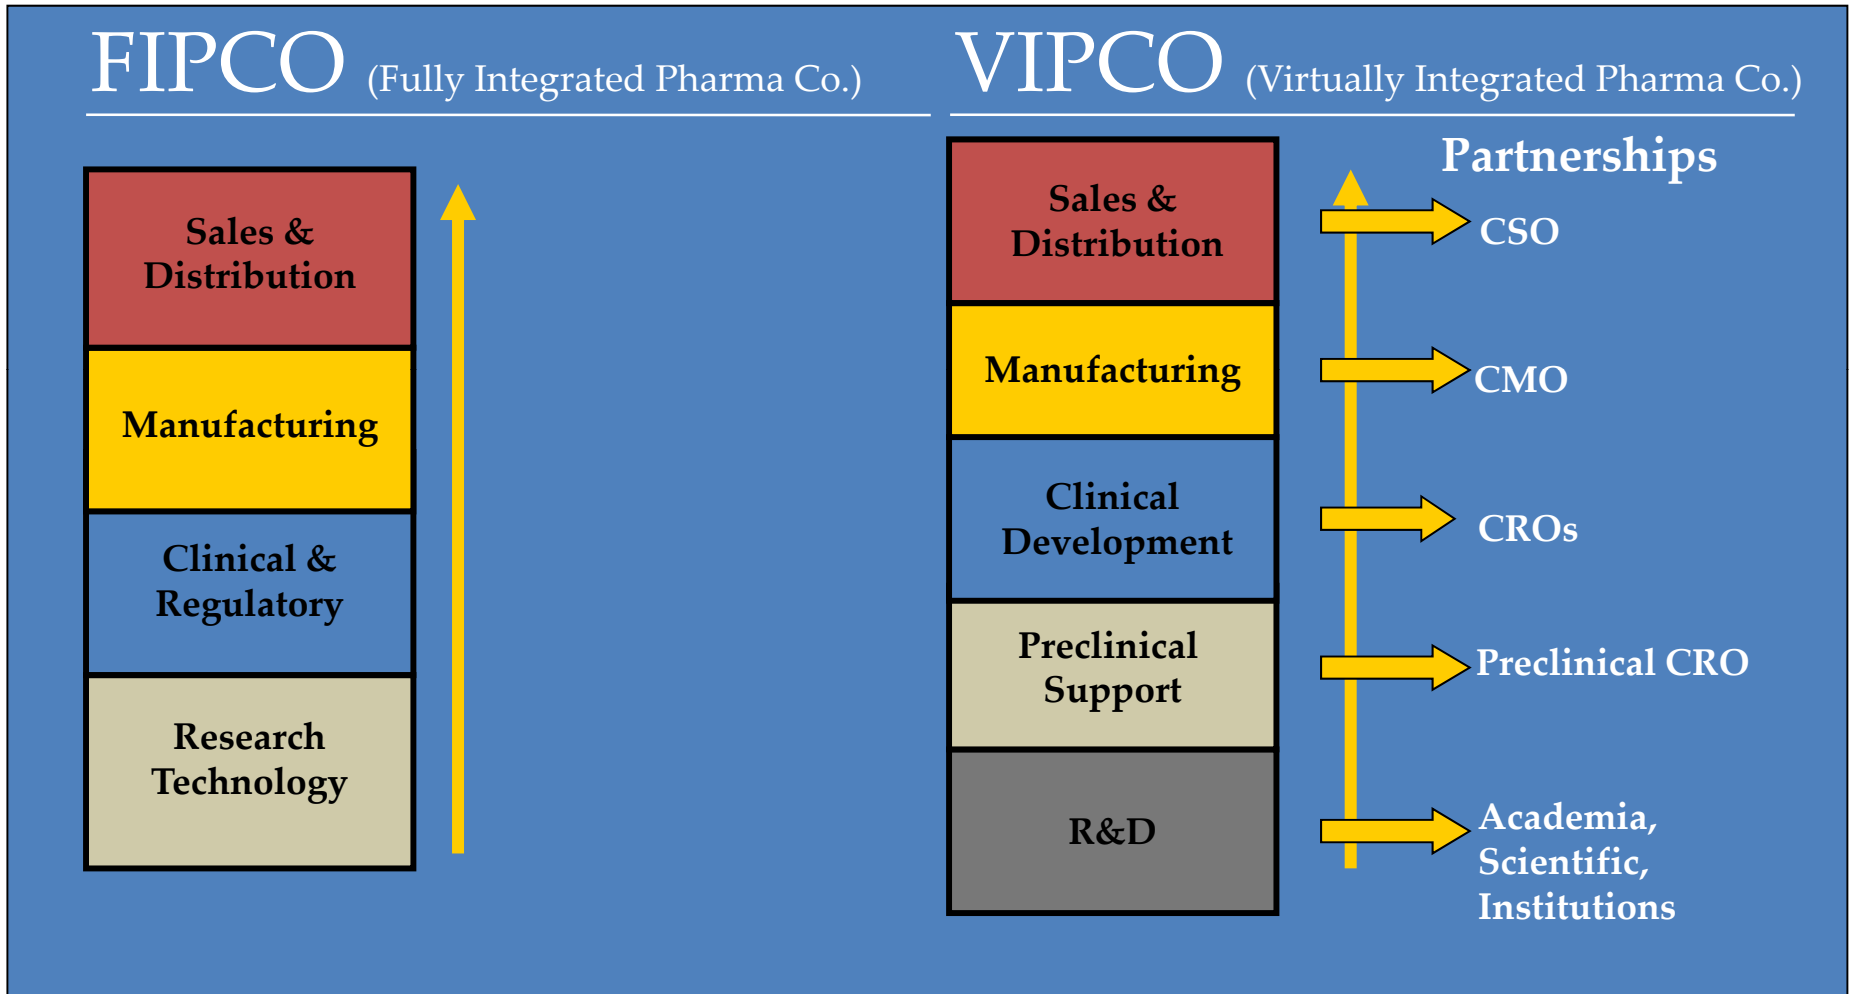 FIPCO (Fully Integrated Pharma Co.)
Sales &
Distribution
Manufacturing
Clinical &
Regulatory
Research
Technology
VIPCO (Virtually Integrated Pharma Co.)
Partnerships
Sales &
Distribution
CSO
Manufacturing
CMO
Clinical
Development
CROs
Preclinical
Support
Preclinical CRO
R&D
Academia,
Scientific,
Institutions